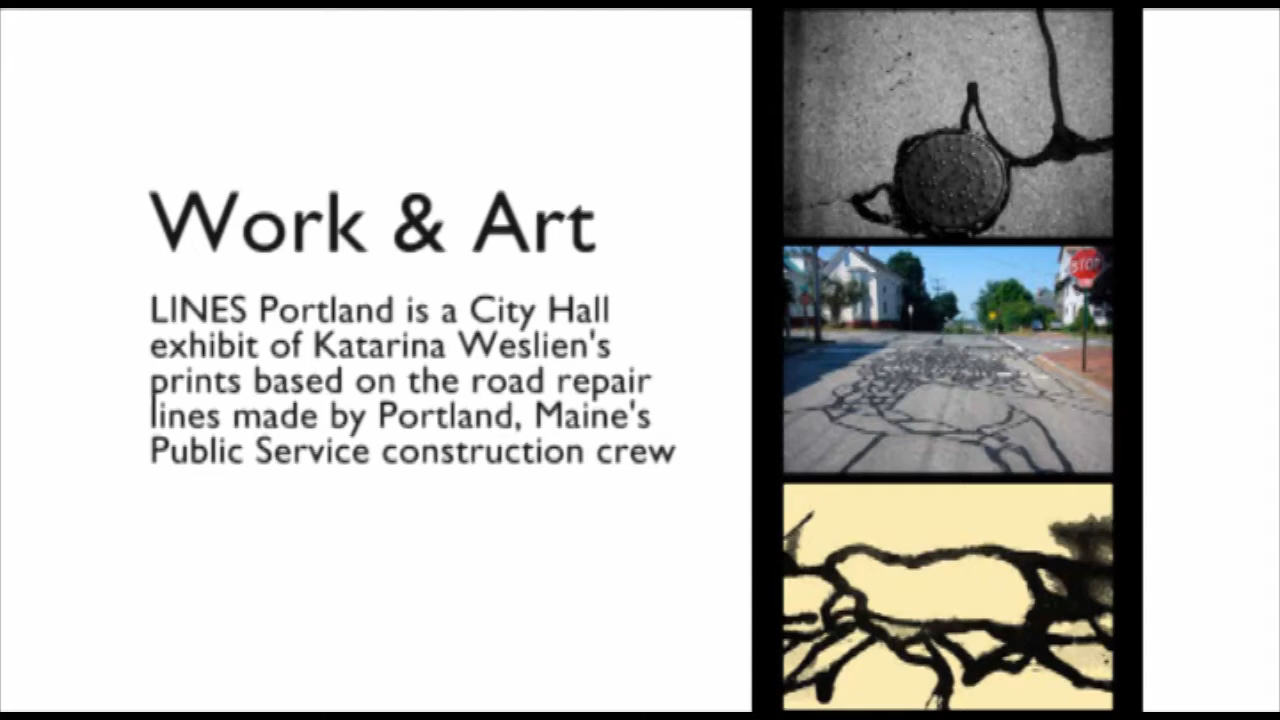 Work & Art
LINES Portland is a City Hall
exhibit of Katarina Weslien's
prints based on the road repair
lines made by Portland, Maine's
Public Service construction crew
STOP